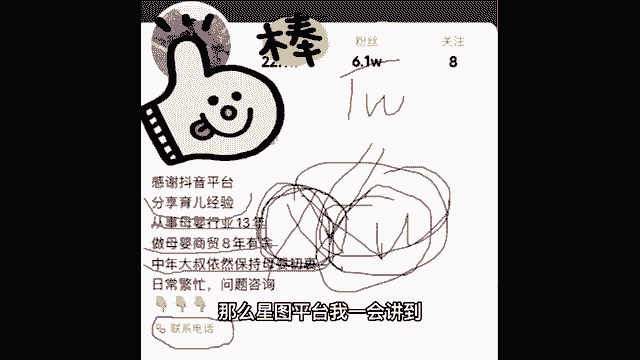 棒
粉丝
关注
6.1w
8
1w
感谢抖音平台
分享育儿经验
从事母婴行业13年
做母婴商贸8年有余
中年大叔依然保持母婴初衷
日常繁忙，问题咨询
👇👇👇
联系电话
那么星图平台我一会讲到